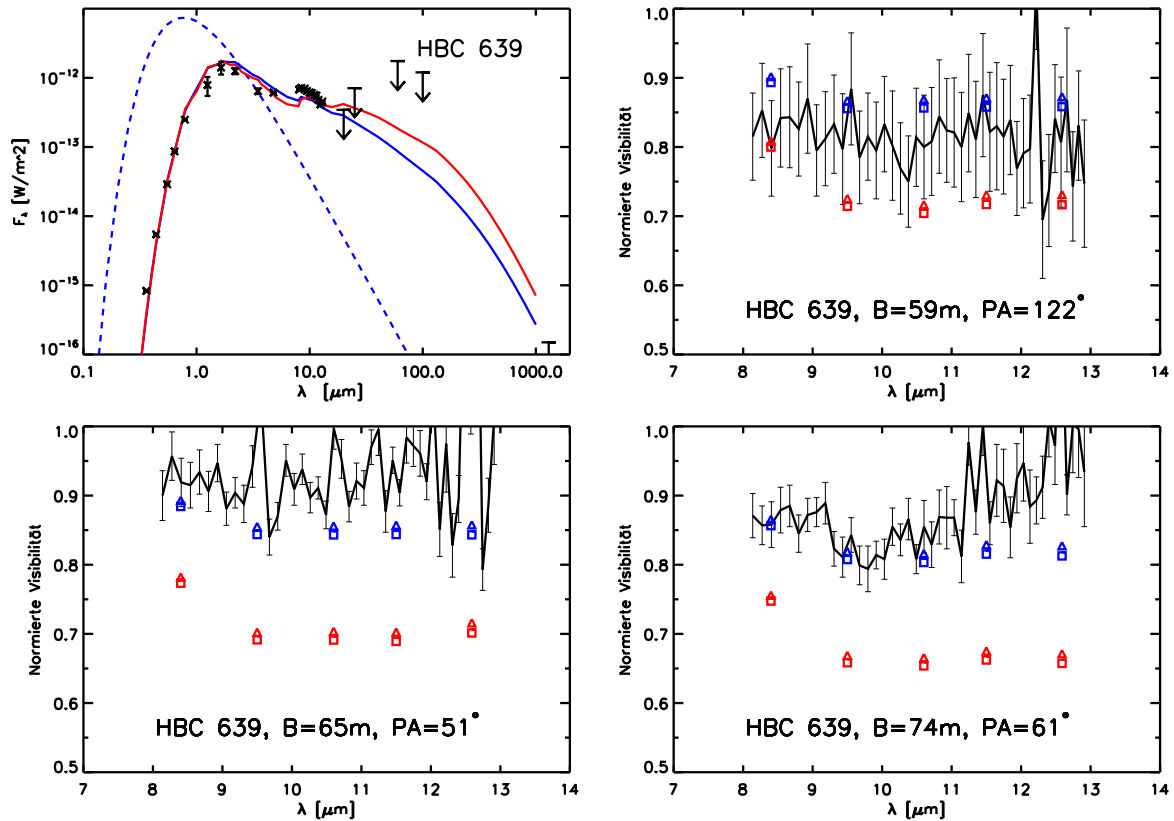 HBC 639
F_λ [W/m^2]
10^-12
10^-13
10^-14
10^-15
10^-16
0.1 1.0 10.0 100.0 1000.0
λ [μm]
Normierte Visibilität
1.0
0.9
0.8
0.7
0.6
0.5
HBC 639, B=59m, PA=122°
7 8 9 10 11 12 13 14
λ [μm]
Normierte Visibilität
1.0
0.9
0.8
0.7
0.6
0.5
HBC 639, B=65m, PA=51°
7 8 9 10 11 12 13 14
λ [μm]
Normierte Visibilität
1.0
0.9
0.8
0.7
0.6
0.5
HBC 639, B=74m, PA=61°
7 8 9 10 11 12 13 14
λ [μm]